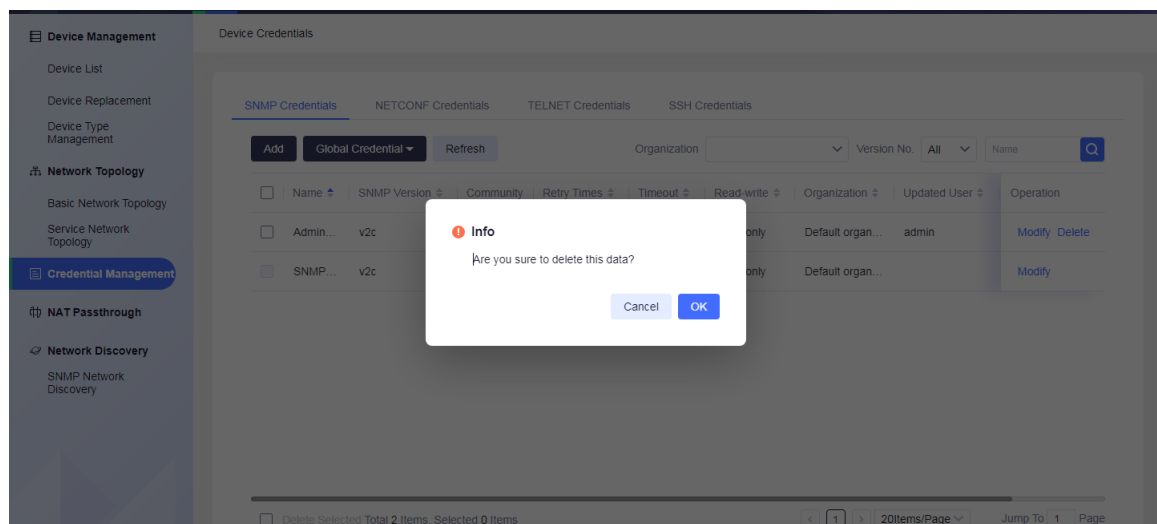 Device Management
Device Credentials
Device List
Device Replacement
Device Type
Management
Network Topology
Basic Network Topology
Service Network
Topology
Credential Management
NAT Passthrough
Network Discovery
SNMP Network
Discovery
SNMP Credentials NETCONF Credentials TELNET Credentials SSH Credentials
Add Global Credential Refresh Organization Version No. All Name
Name SNMP Version Community Retry Times Timeout Read-write Organization Updated User Operation
Admin... v2c only Default organ... admin Modify Delete
SNMP... v2c only Default organ... Modify
Info
Are you sure to delete this data?
Cancel OK
Delete Selected Total 2 Items, Selected 0 Items < 1 > 20Items/Page Jump To 1 Page